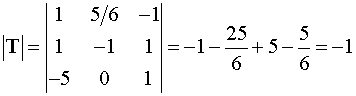 |T| = | 1 5/6 −1 ; 1 −1 1 ; −5 0 1 | = −1 − 25/6 + 5 − 5/6 = −1